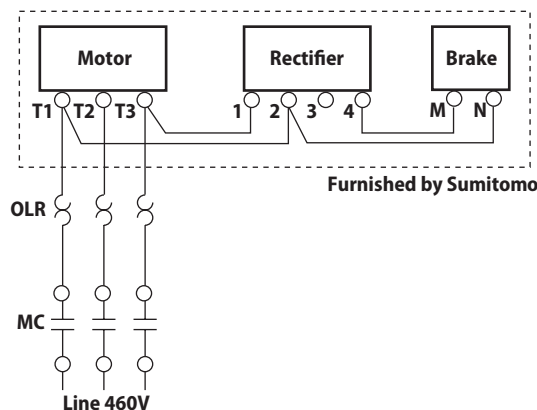 Motor Rectifier Brake
T1 T2 T3 1 2 3 4 M N
Furnished by Sumitomo
OLR
MC
Line 460V